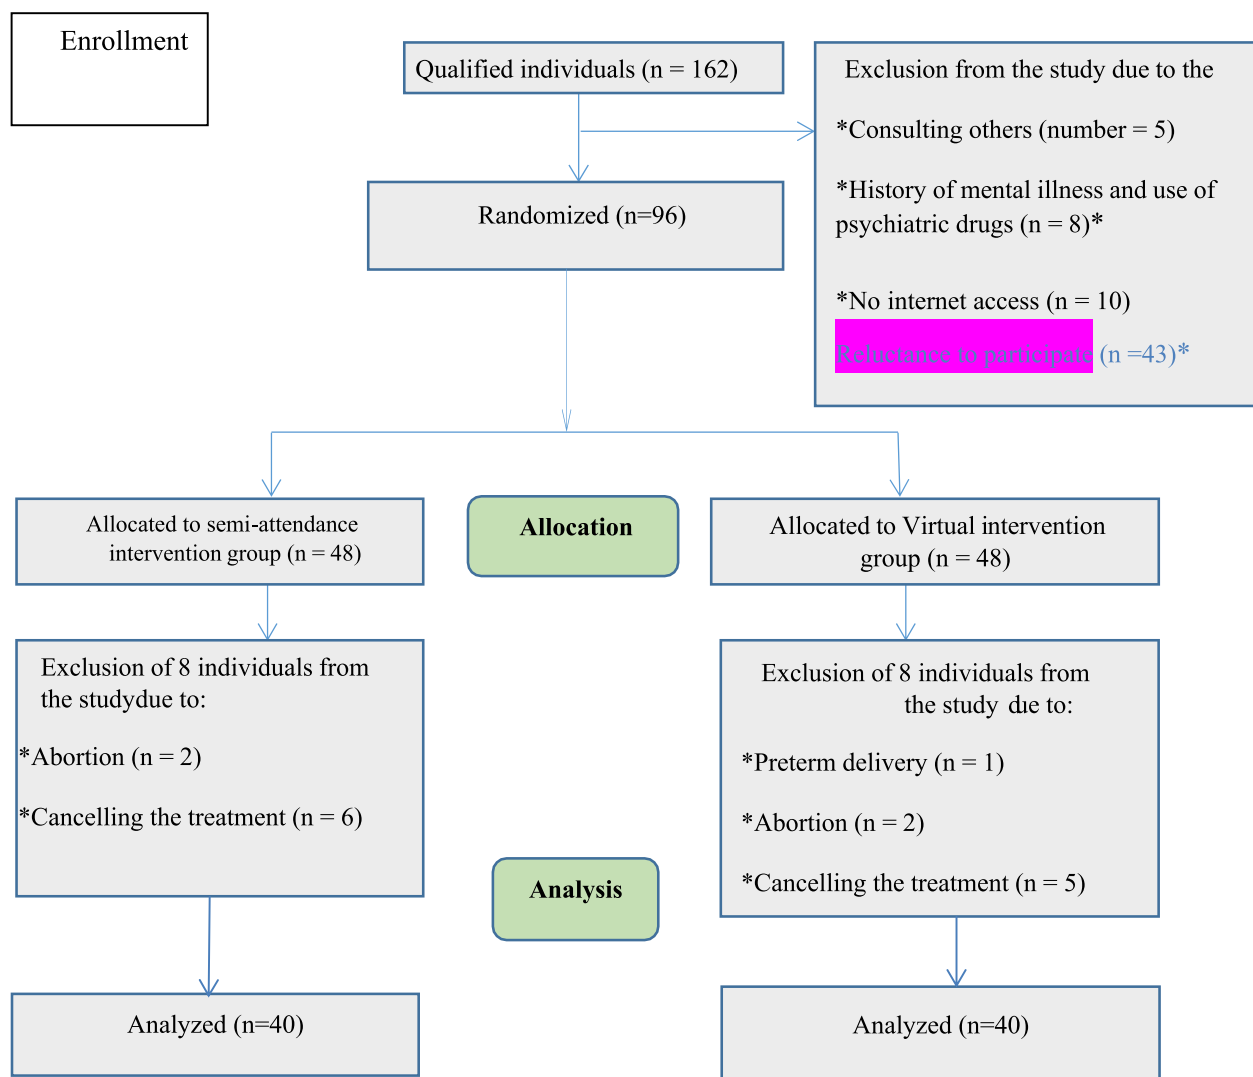 Enrollment
Qualified individuals (n = 162)
Exclusion from the study due to the
*Consulting others (number = 5)
*History of mental illness and use of
psychiatric drugs (n = 8)*
*No internet access (n = 10)
Reluctance to participate (n =43)*
Randomized (n=96)
Allocated to semi-attendance
intervention group (n = 48)
Allocation
Allocated to Virtual intervention
group (n = 48)
Exclusion of 8 individuals from
the studydue to:
*Abortion (n = 2)
*Cancelling the treatment (n = 6)
Exclusion of 8 individuals from
the study due to:
*Preterm delivery (n = 1)
*Abortion (n = 2)
*Cancelling the treatment (n = 5)
Analysis
Analyzed (n=40)
Analyzed (n=40)